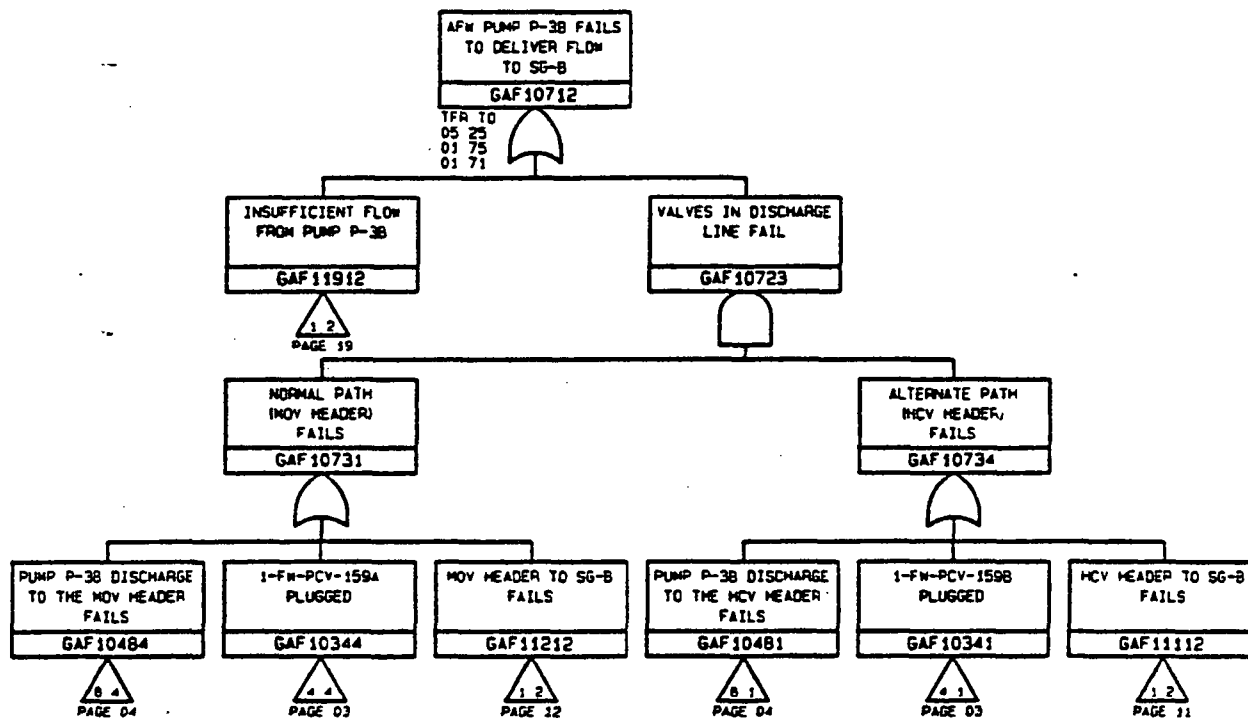 AFW PUMP P-3B FAILS
TO DELIVER FLOW
TO SG-B
GAF10712
TFR TO
05 25
01 75
01 71
INSUFFICIENT FLOW
FROM PUMP P-3B
GAF11912
1 2
PAGE 19
VALVES IN DISCHARGE
LINE FAIL
GAF10723
NORMAL PATH
(MOV HEADER)
FAILS
GAF10731
ALTERNATE PATH
(HCV HEADER)
FAILS
GAF10734
PUMP P-3B DISCHARGE
TO THE MOV HEADER
FAILS
GAF10484
8 4
PAGE 04
1-FW-PCV-159A
PLUGGED
GAF10344
4 4
PAGE 03
MOV HEADER TO SG-B
FAILS
GAF11212
1 2
PAGE 12
PUMP P-3B DISCHARGE
TO THE HCV HEADER
FAILS
GAF10481
8 1
PAGE 04
1-FW-PCV-159B
PLUGGED
GAF10341
4 1
PAGE 03
HCV HEADER TO SG-B
FAILS
GAF11112
1 2
PAGE 11